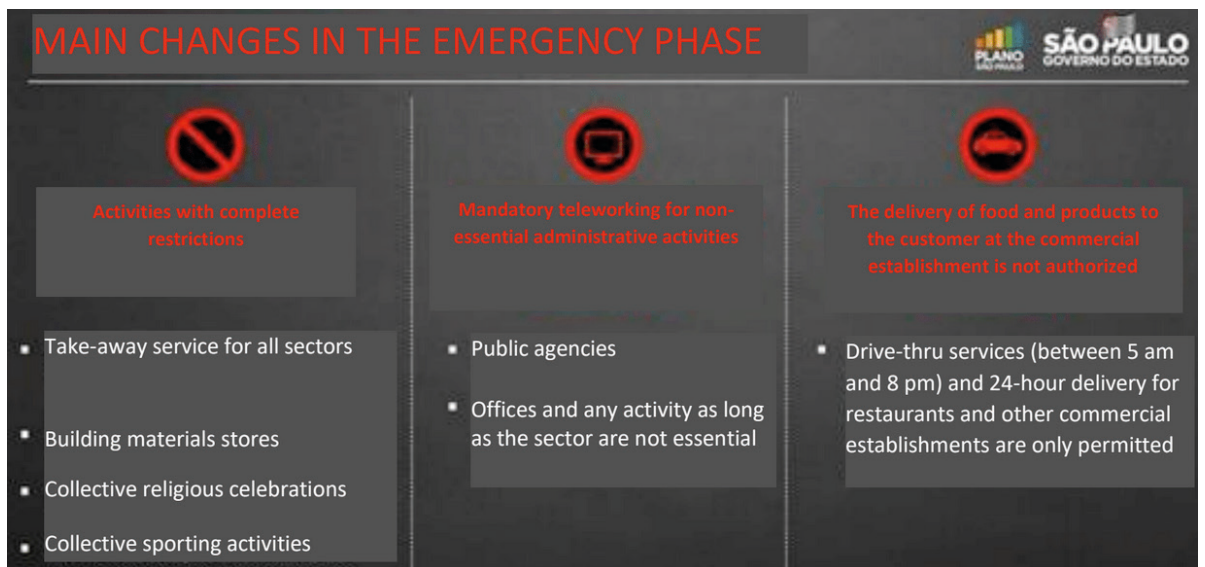 MAIN CHANGES IN THE EMERGENCY PHASE
PLANO
SÃO PAULO
SÃO PAULO
GOVERNO DO ESTADO
Activities with complete
restrictions
▪ Take-away service for all sectors
▪ Building materials stores
▪ Collective religious celebrations
▪ Collective sporting activities
Mandatory teleworking for non-
essential administrative activities
▪ Public agencies
▪ Offices and any activity as long
as the sector are not essential
The delivery of food and products to
the customer at the commercial
establishment is not authorized
▪ Drive-thru services (between 5 am
and 8 pm) and 24-hour delivery for
restaurants and other commercial
establishments are only permitted